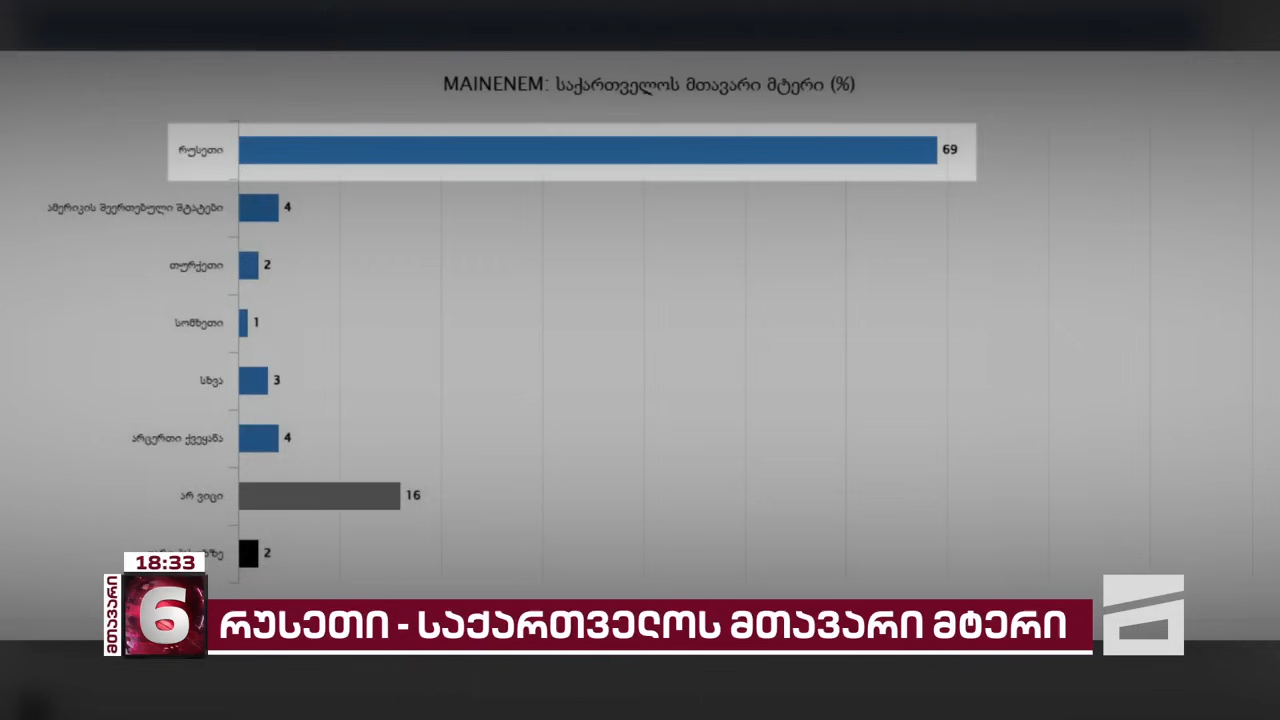 MAINENEM: საქართველოს მთავარი მტერი (%)
რუსეთი 69
ამერიკის შეერთებული შტატები 4
თურქეთი 2
სომხეთი 1
სხვა 3
არცერთი ქვეყანა 4
არ ვიცი 16
2
18:33
მთავარი
6
რუსეთი - საქართველოს მთავარი მტერი